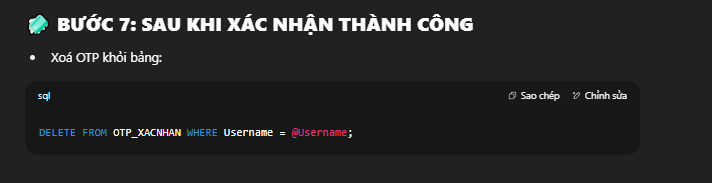 BƯỚC 7: SAU KHI XÁC NHẬN THÀNH CÔNG
• Xoá OTP khỏi bảng:
sql Sao chép Chỉnh sửa
DELETE FROM OTP_XACNHAN WHERE Username = @Username;